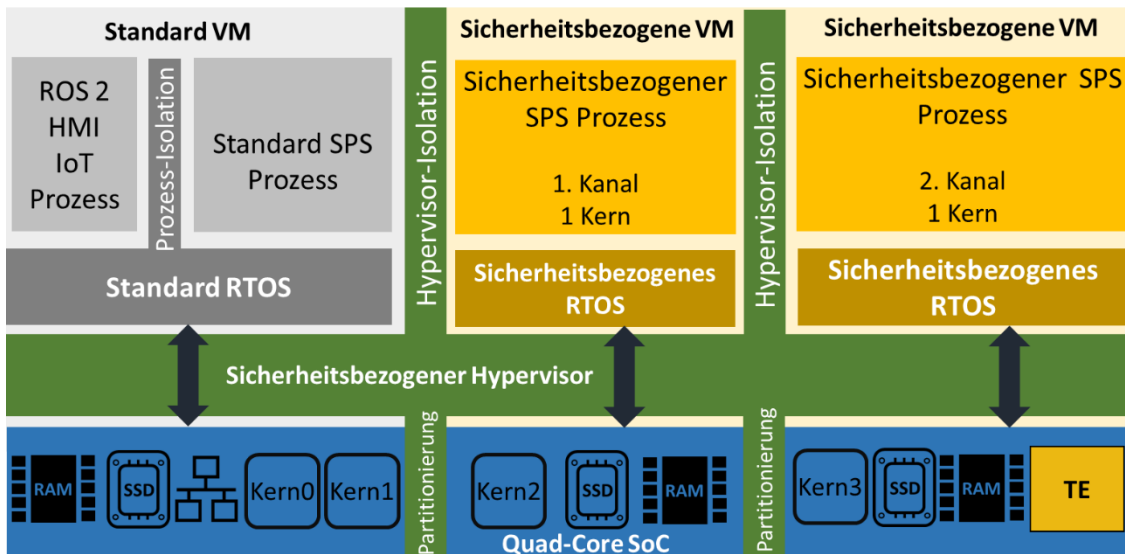 Standard VM
ROS 2
HMI
IoT
Prozess
Prozess-Isolation
Standard SPS
Prozess
Standard RTOS
Hypervisor-Isolation
Sicherheitsbezogene VM
Sicherheitsbezogener
SPS Prozess
1. Kanal
1 Kern
Sicherheitsbezogenes
RTOS
Hypervisor-Isolation
Sicherheitsbezogene VM
Sicherheitsbezogener SPS
Prozess
2. Kanal
1 Kern
Sicherheitsbezogenes
RTOS
Sicherheitsbezogener Hypervisor
RAM
SSD
Kern0
Kern1
Partitionierung
Kern2
SSD
RAM
Partitionierung
Kern3
SSD
RAM
TE
Quad-Core SoC